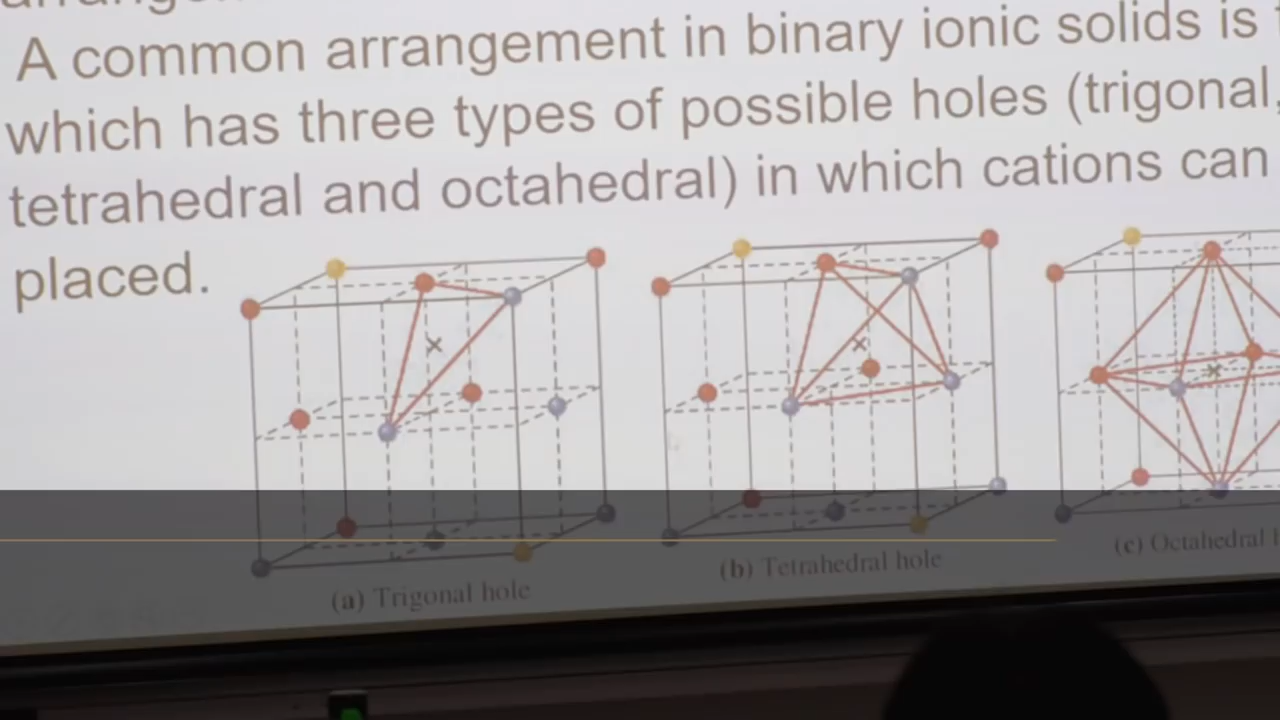 A common arrangement in binary ionic solids is
which has three types of possible holes (trigonal,
tetrahedral and octahedral) in which cations can
placed.
(a) Trigonal hole
(b) Tetrahedral hole
(c) Octahedral